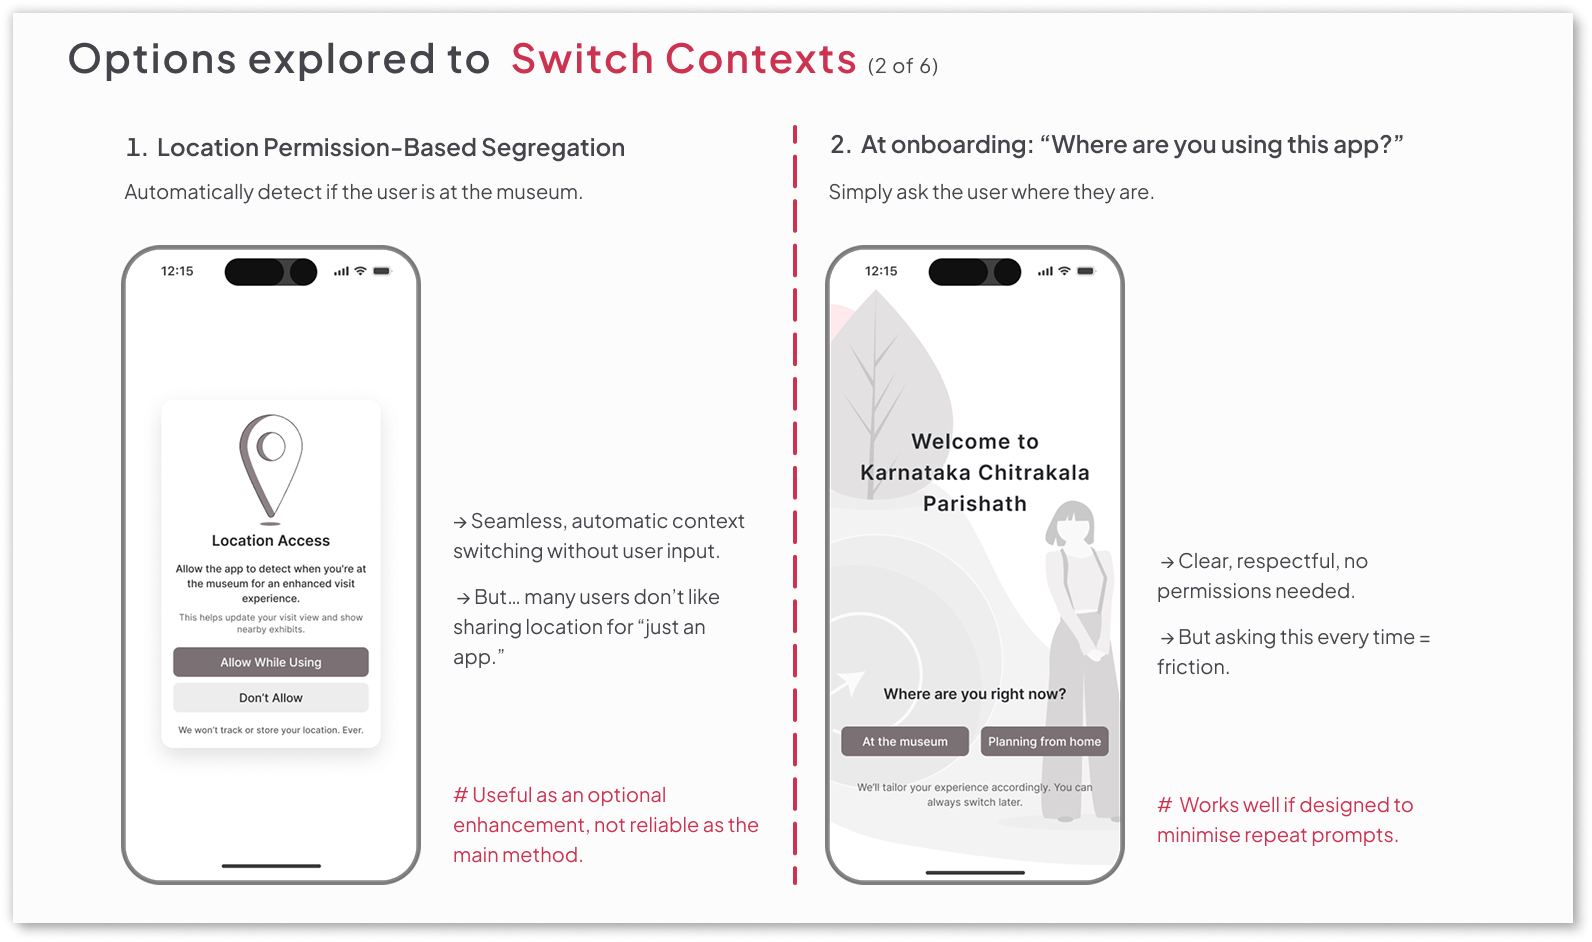 Options explored to Switch Contexts (2 of 6)
1. Location Permission-Based Segregation
Automatically detect if the user is at the museum.
12:15
Location Access
Allow the app to detect when you're at
the museum for an enhanced visit
experience.
This helps update your visit view and show
nearby exhibits.
Allow While Using
Don't Allow
We won't track or store your location. Ever.
→ Seamless, automatic context
switching without user input.
→ But... many users don't like
sharing location for “just an
app.”
# Useful as an optional
enhancement, not reliable as the
main method.
2. At onboarding: “Where are you using this app?”
Simply ask the user where they are.
12:15
Welcome to
Karnataka Chitrakala
Parishath
Where are you right now?
At the museum
Planning from home
We'll tailor your experience accordingly. You can
always switch later.
→ Clear, respectful, no
permissions needed.
→ But asking this every time =
friction.
# Works well if designed to
minimise repeat prompts.